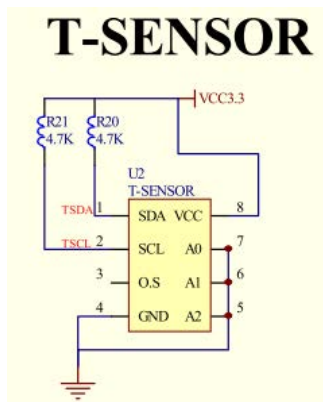 T-SENSOR
VCC3.3
R21 R20
4.7K 4.7K
U2
T-SENSOR
TSDA 1 SDA VCC 8
TSCL 2 SCL A0 7
3 O.S A1 6
4 GND A2 5